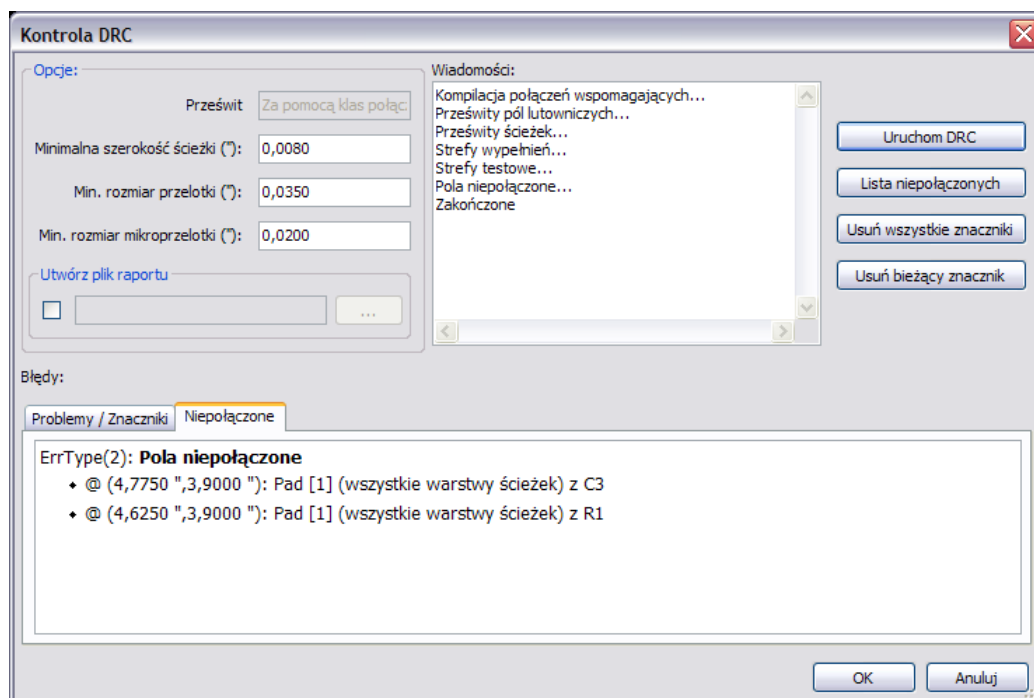 Kontrola DRC
Opcje:
Prześwit
Za pomocą klas połąc:
Minimalna szerokość ścieżki ("):
0,0080
Min. rozmiar przelotki ("):
0,0350
Min. rozmiar mikroprzelotki ("):
0,0200
Utwórz plik raportu
...
Wiadomości:
Kompilacja połączeń wspomagających...
Prześwity pól lutowniczych...
Prześwity ścieżek...
Strefy wypełnień...
Strefy testowe...
Pola niepołączone...
Zakończone
Uruchom DRC
Lista niepołączonych
Usuń wszystkie znaczniki
Usuń bieżący znacznik
Błędy:
Problemy / Znaczniki
Niepołączone
ErrType(2): Pola niepołączone
@ (4,7750 ",3,9000 "): Pad [1] (wszystkie warstwy ścieżek) z C3
@ (4,6250 ",3,9000 "): Pad [1] (wszystkie warstwy ścieżek) z R1
OK
Anuluj